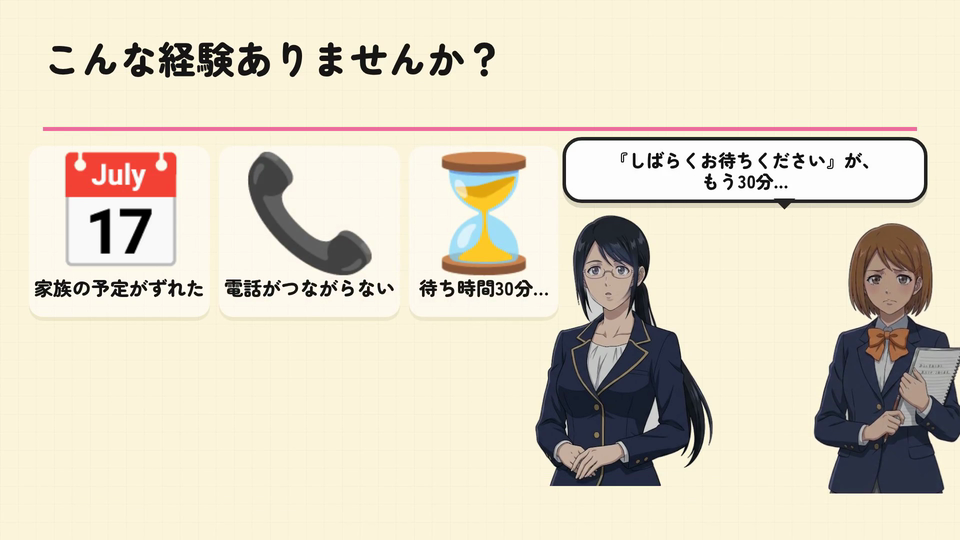 こんな経験ありませんか？
『しばらくお待ちください』が、
もう30分...
July
17
家族の予定がずれた
電話がつながらない
待ち時間30分...